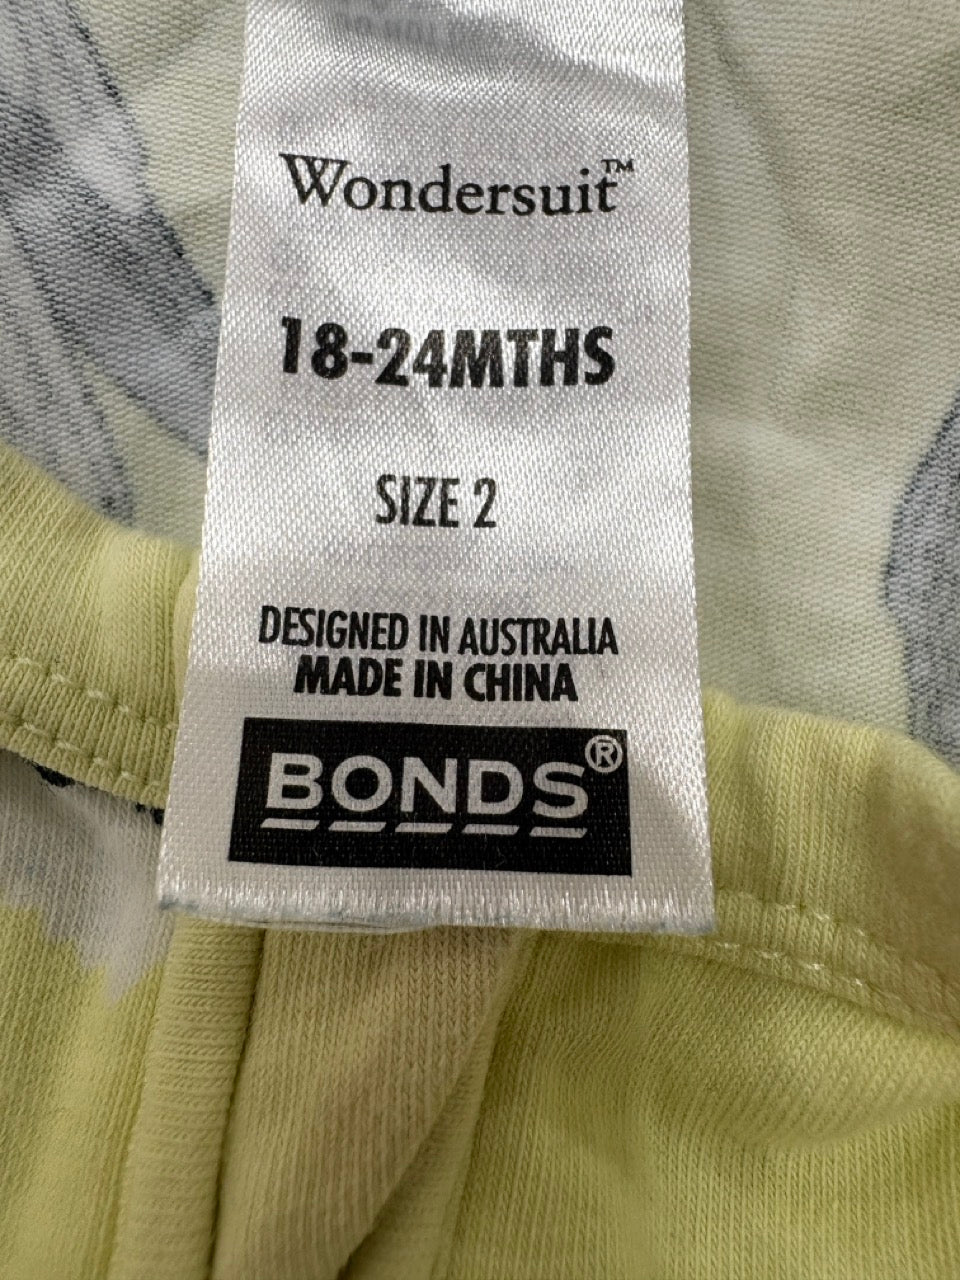 Wondersuit™
18-24MTHS
SIZE 2
DESIGNED IN AUSTRALIA
MADE IN CHINA
BONDS®